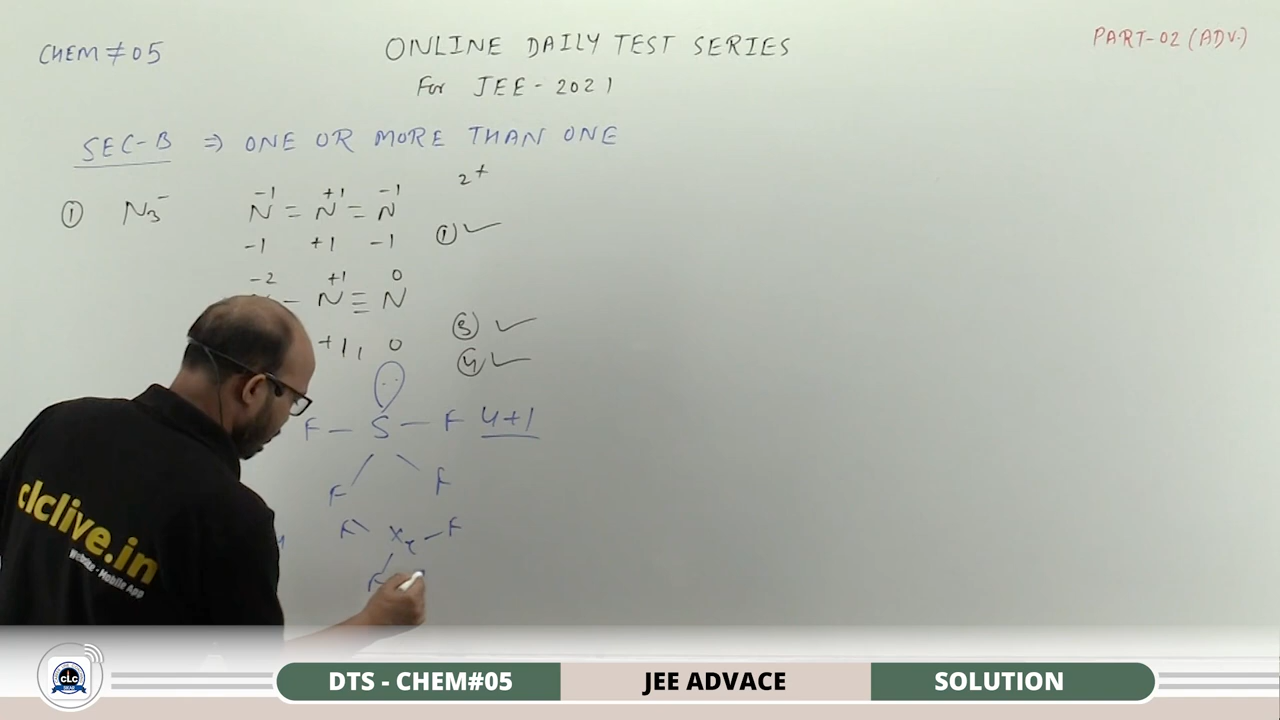 CHEM # 05
ONLINE DAILY TEST SERIES
PART-02 (ADV.)
For JEE - 2021
SEC-B ⇒ ONE OR MORE THAN ONE
2+
-1 +1 -1
① N3- N = N = N
-1 +1 -1 ① ✓
-2 +1 0
- N ≡ N
③ ✓
+1, 0
④ ✓
F - S - F 4+1
F F
F Xe - F
F
clclive.in
Website - Mobile App
CLC
SIKAR
DTS - CHEM#05
JEE ADVACE
SOLUTION